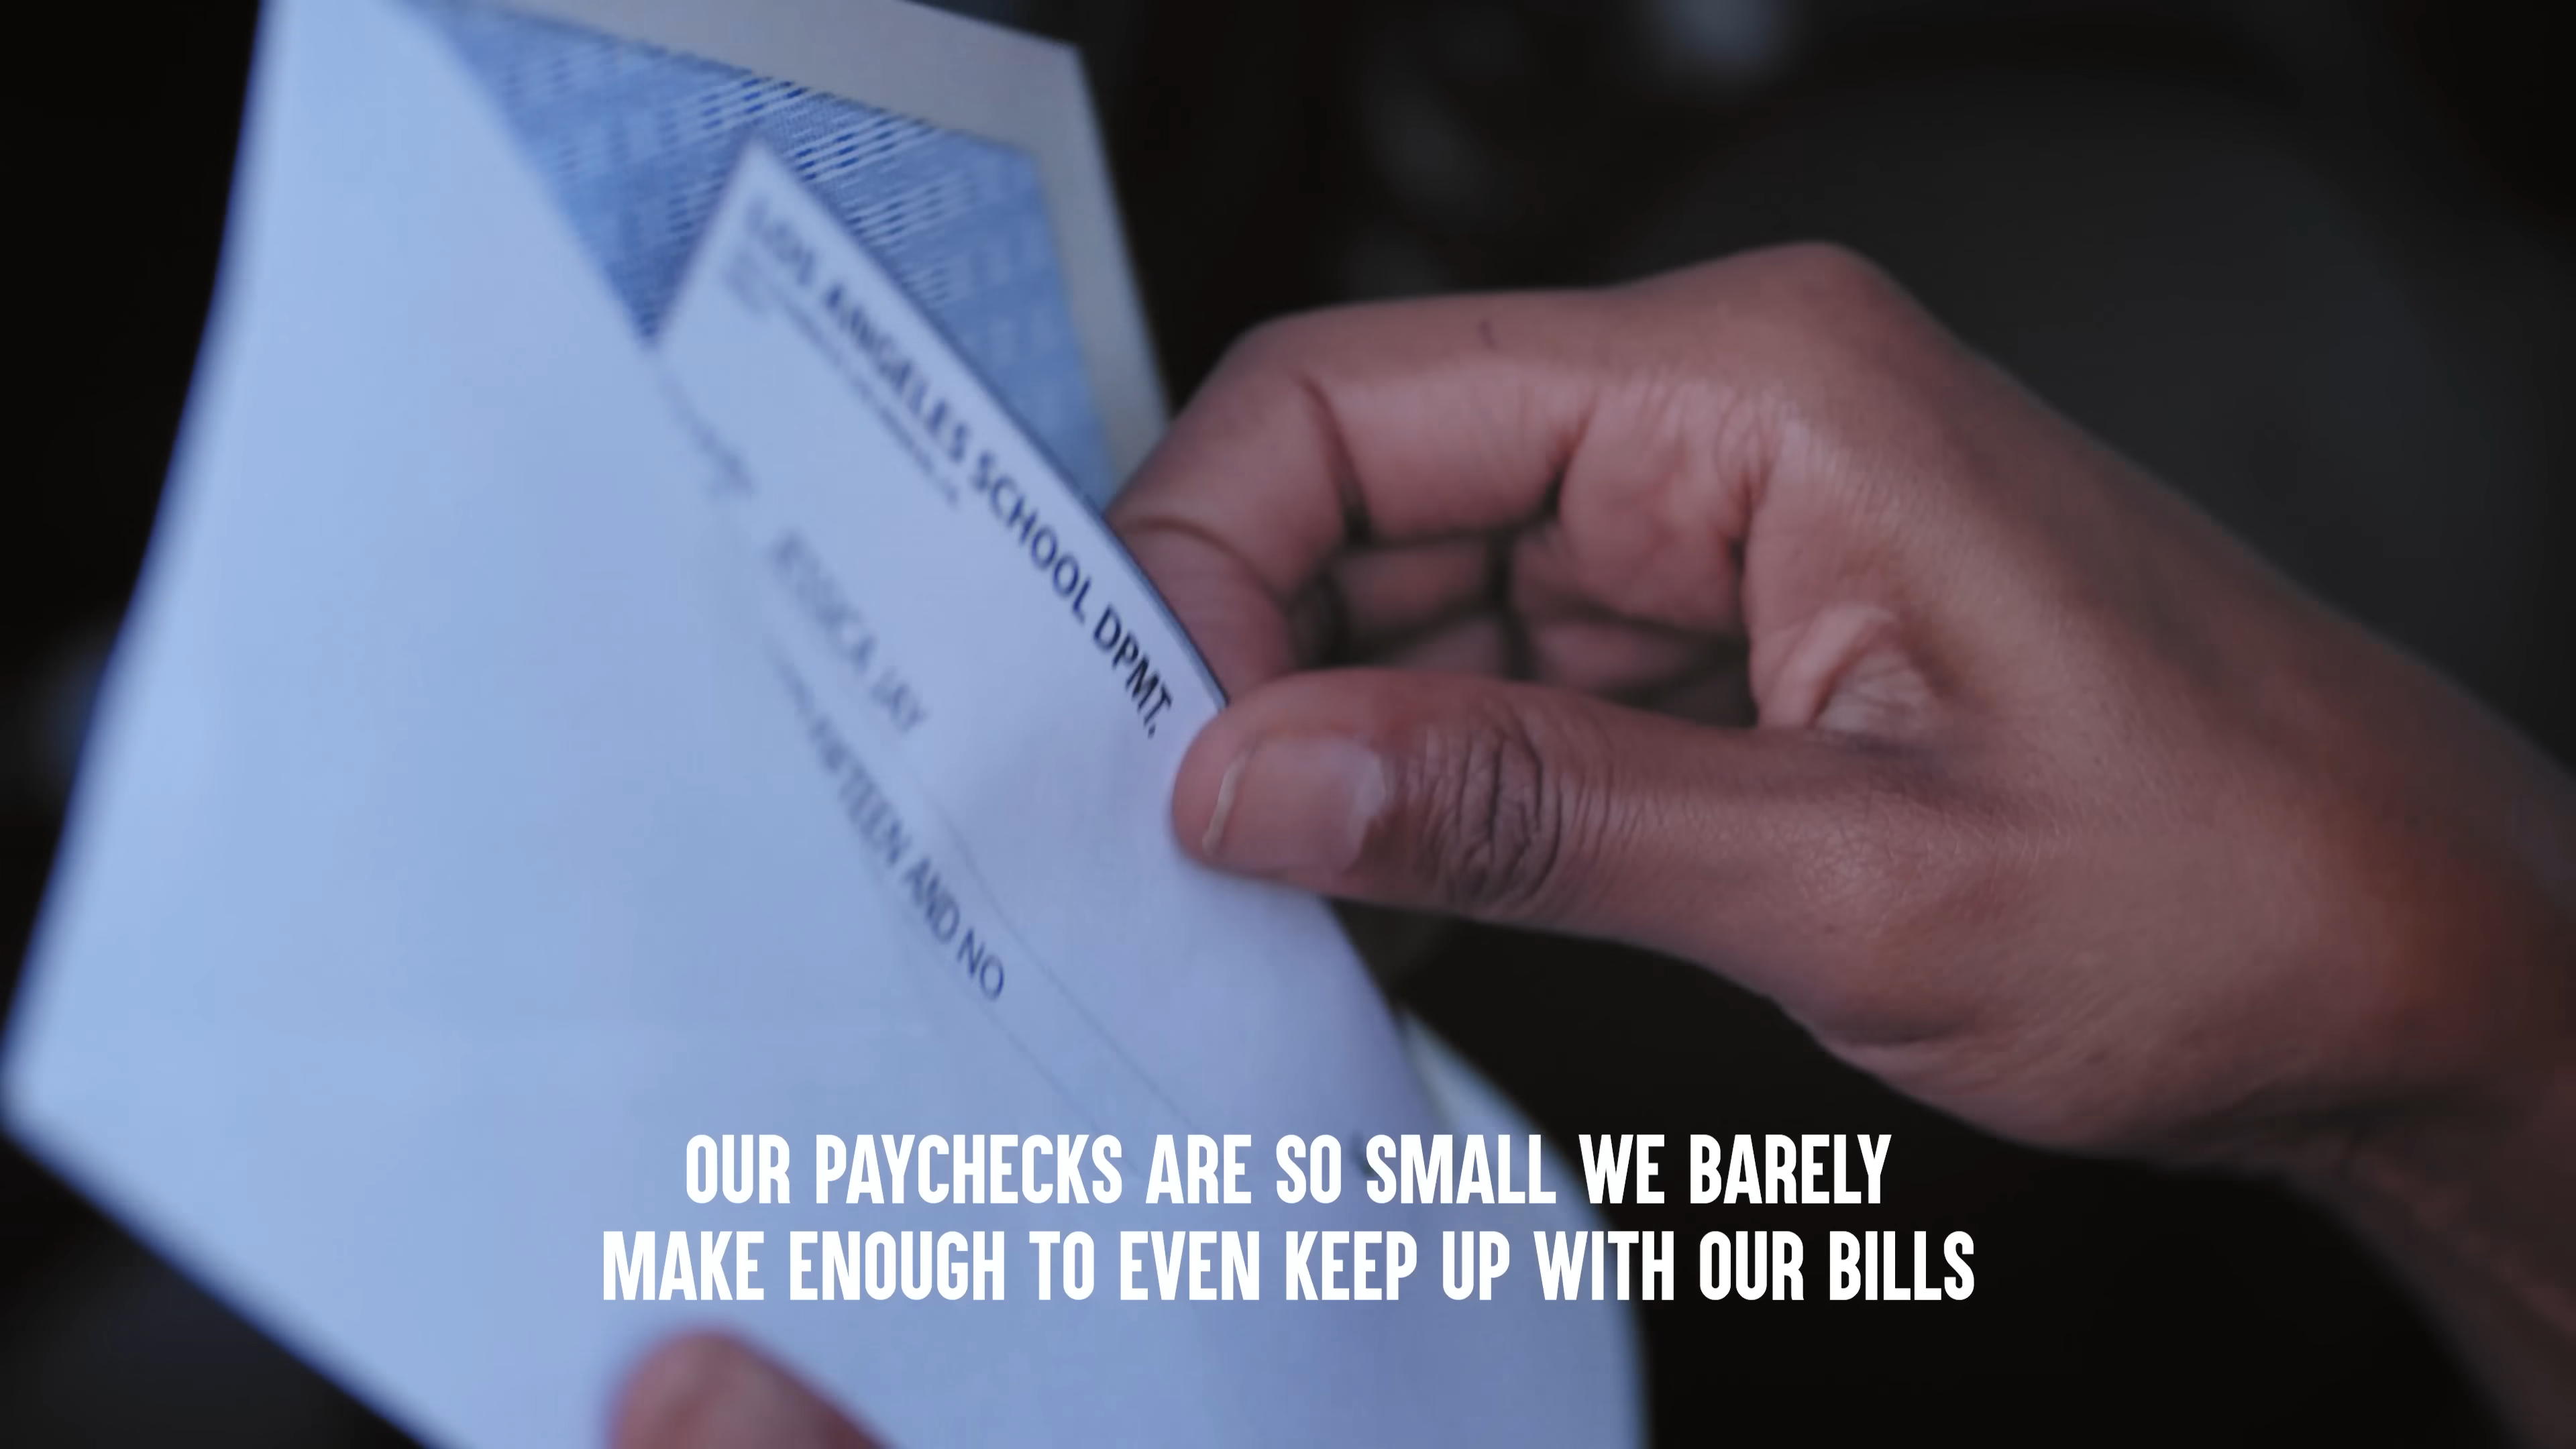 LOS ANGELES SCHOOL DPMT.
JESSICA JAY
FIFTEEN AND NO
OUR PAYCHECKS ARE SO SMALL WE BARELY
MAKE ENOUGH TO EVEN KEEP UP WITH OUR BILLS